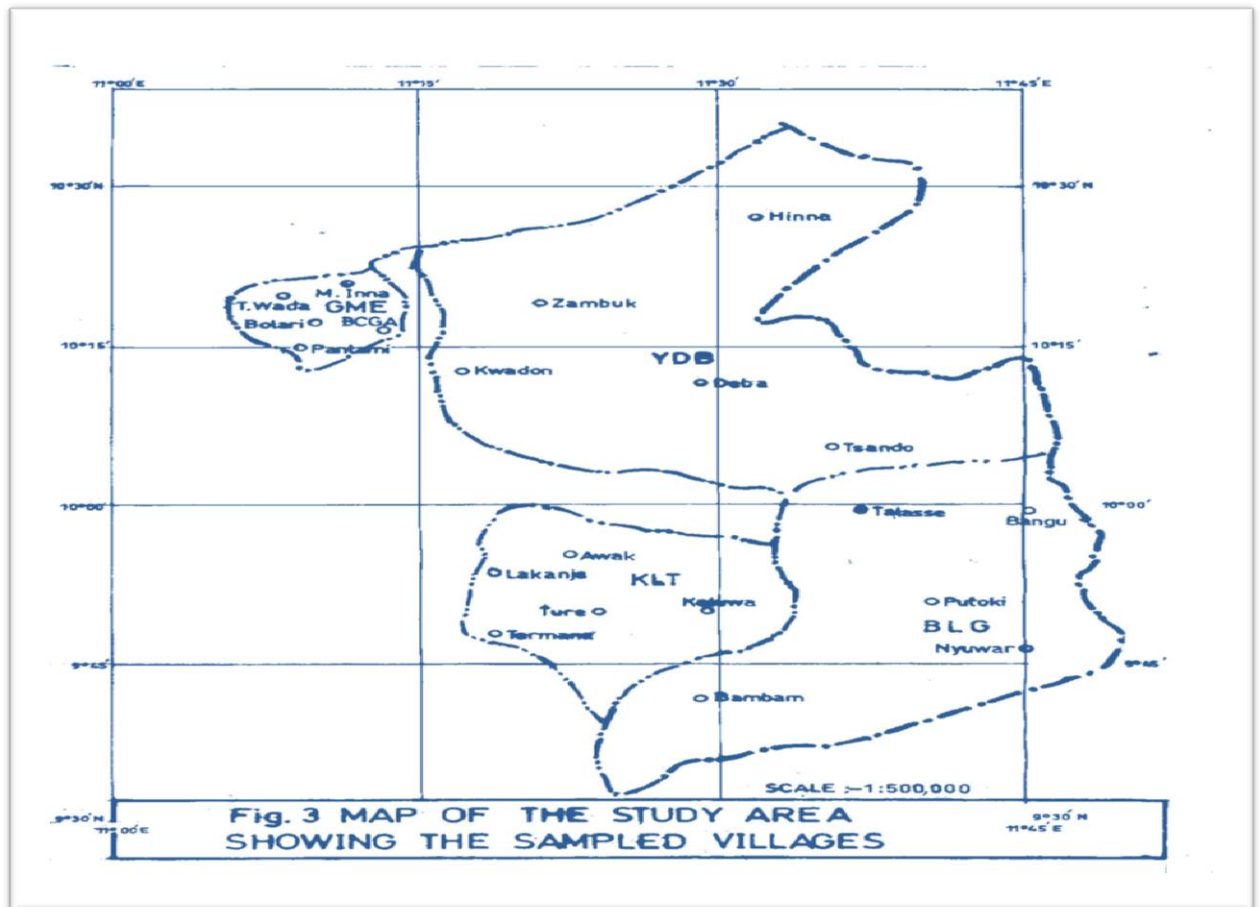 11°00'E 11°15' 11°30' 11°45'E
10°30'N 10°30'N
Hinna
M. Inna
T.Wada GME
Zambuk
Bolari BCGA
Pantami
10°15' 10°15'
YDB
Kwadon
Deba
Tsando
10°00' 10°00'
Talasse
Bangu
Awak
Lakanje KLT
Putoki
Ture
BLG
Termana
Nyuwar
9°45' 9°45'
Bambam
SCALE :-1:500,000
Fig. 3 MAP OF THE STUDY AREA
SHOWING THE SAMPLED VILLAGES
9°30'N 9°30'N
11°00'E 11°45'E